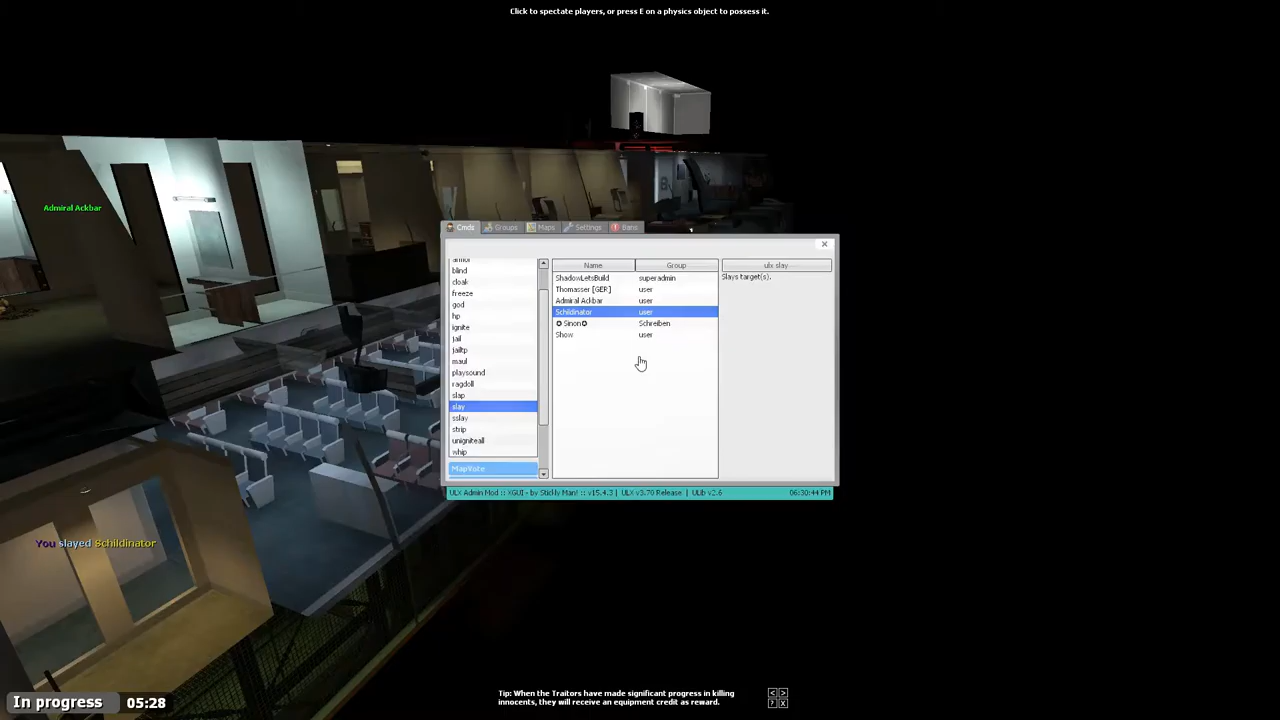 Click to spectate players, or press E on a physics object to possess it.
Admiral Ackbar
Cmds Groups Maps Settings Bans
Name Group ulx slay
armor
blind
cloak
freeze
god
hp
ignite
jail
jailtp
maul
playsound
ragdoll
slap
slay
sslay
strip
unigniteall
whip
MapVote
ShadowLetsBuild superadmin
Thomasser [GER] user
Admiral Ackbar user
Schildinator user
✪ Sinon✪ Schreiben
Show user
Slays target(s).
ULX Admin Mod :: XGUI - by Stickly Man! :: v15.4.3 | ULX v3.70 Release | ULib v2.6 06:30:44 PM
You slayed Schildinator
In progress 05:28
Tip: When the Traitors have made significant progress in killing
innocents, they will receive an equipment credit as reward.
< >
? X